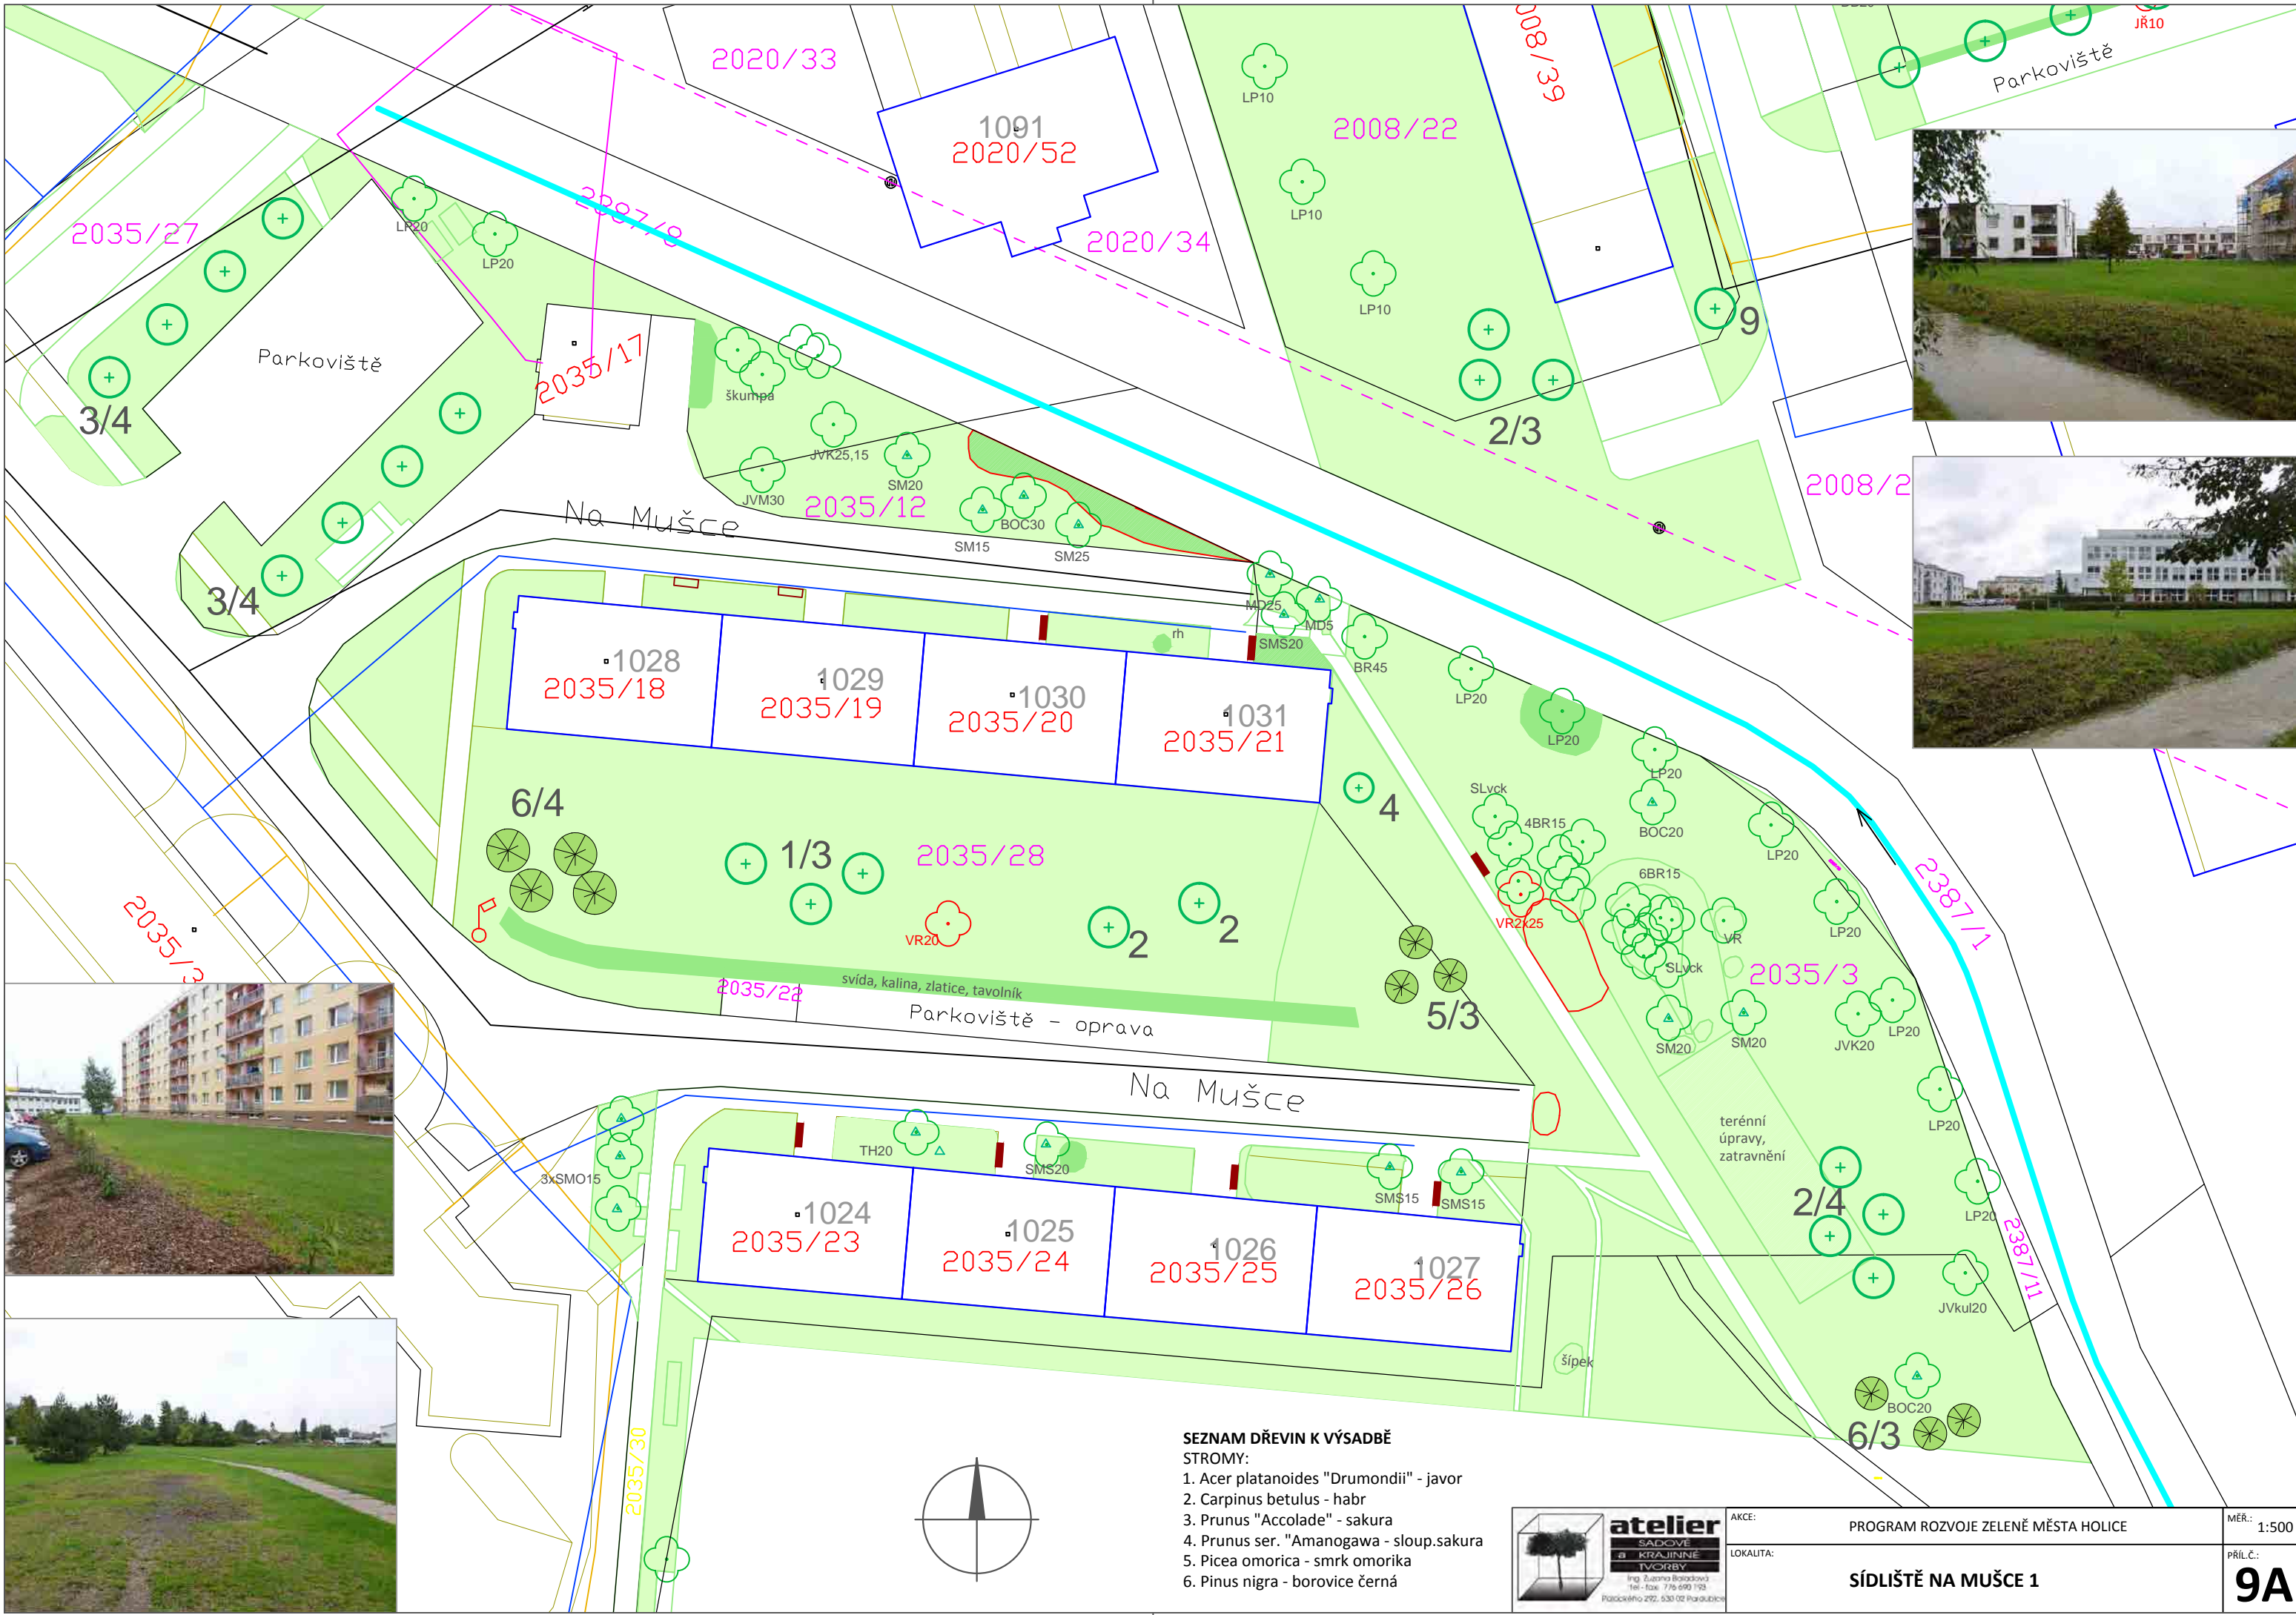 2020/33
1091
2020/52
2020/34
2387/8
2035/27
LP20
LP20
Parkoviště
3/4
3/4
2035/17
škumpa
JVK25,15
JVM30
SM20
2035/12
SM15
BOC30
SM25
Na Mušce
LP10
LP10
LP10
2008/22
2/3
9
Parkoviště
JŘ10
1028
2035/18
1029
2035/19
1030
2035/20
1031
2035/21
rh
MD25
MD5
SMS20
BR45
LP20
LP20
LP20
BOC20
LP20
LP20
LP20
JVK20
LP20
LP20
JVkul20
BOC20
SLvck
4BR15
6BR15
VR2x25
VR
SLvck
2035/3
SM20
SM20
2387/1
2387/11
6/4
1/3
2035/28
4
2
2
VR20
5/3
svída, kalina, zlatice, tavolník
2035/22
Parkoviště - oprava
Na Mušce
3xSMO15
TH20
SMS20
SMS15
SMS15
1024
2035/23
1025
2035/24
1026
2035/25
1027
2035/26
terénní
úpravy,
zatravnění
2/4
6/3
šípek
2035/30
SEZNAM DŘEVIN K VÝSADBĚ
STROMY:
1. Acer platanoides "Drumondii" - javor
2. Carpinus betulus - habr
3. Prunus "Accolade" - sakura
4. Prunus ser. "Amanogawa - sloup.sakura
5. Picea omorica - smrk omorika
6. Pinus nigra - borovice černá
atelier
SADOVÉ
a KRAJINNÉ
TVORBY
AKCE:
PROGRAM ROZVOJE ZELENĚ MĚSTA HOLICE
MĚŘ.: 1:500
LOKALITA:
SÍDLIŠTĚ NA MUŠCE 1
PŘÍL.Č.:
9A